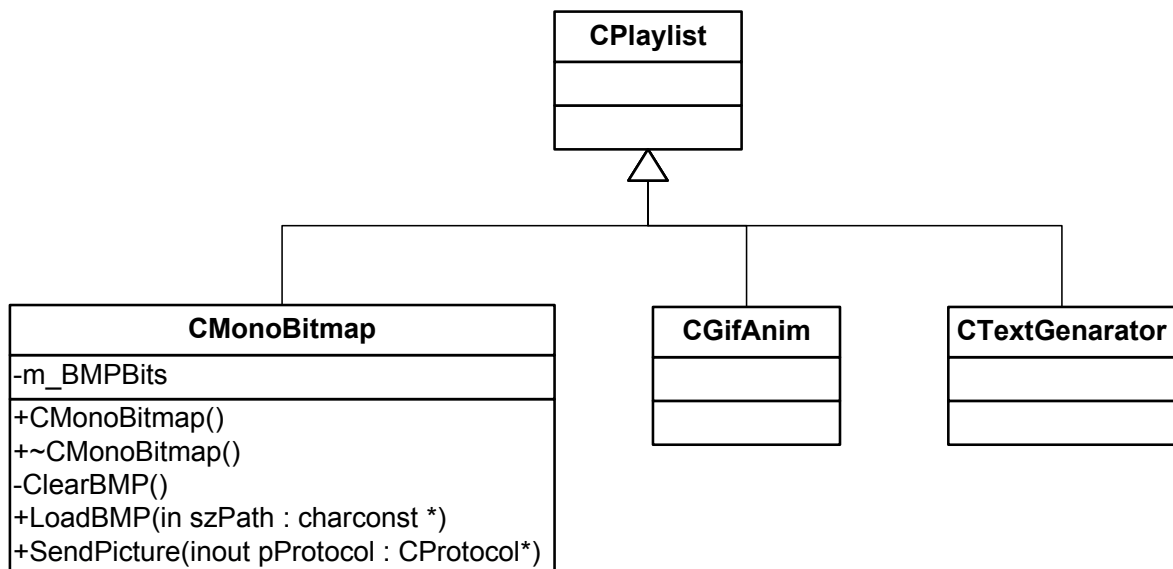 CPlaylist
CMonoBitmap
-m_BMPBits
+CMonoBitmap()
+~CMonoBitmap()
-ClearBMP()
+LoadBMP(in szPath : charconst *)
+SendPicture(inout pProtocol : CProtocol*)
CGifAnim
CTextGenarator